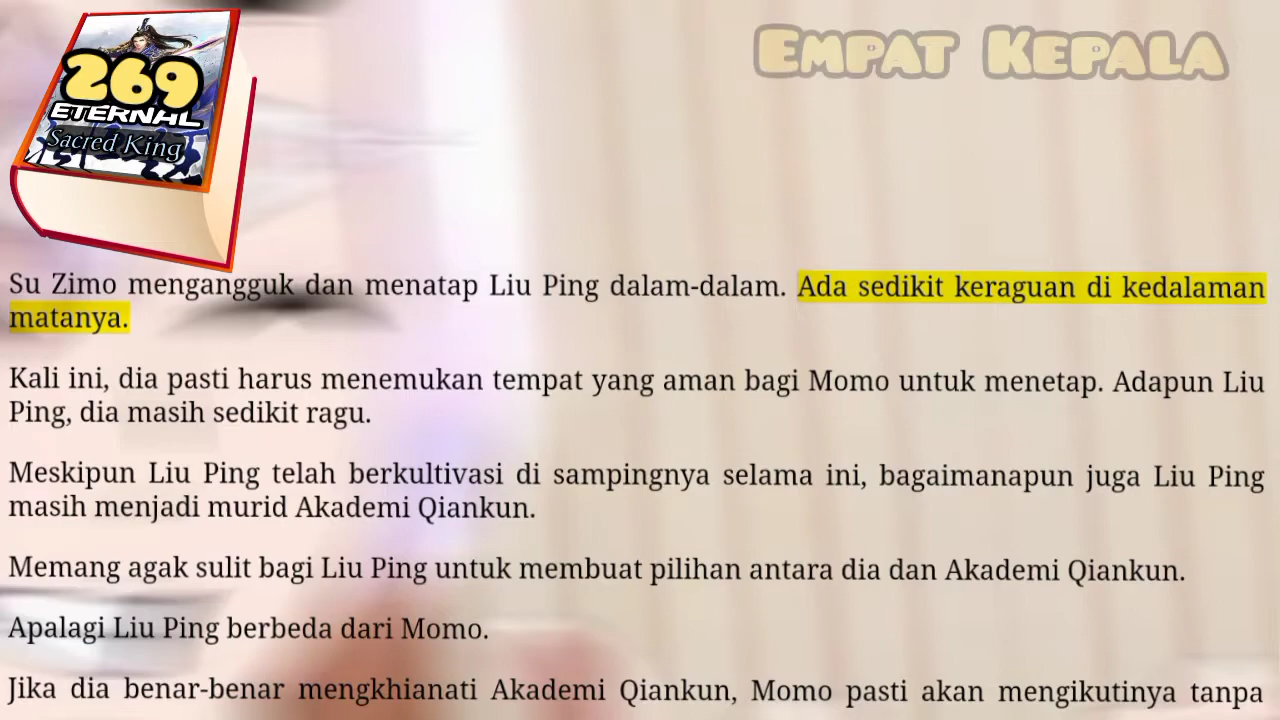 269
ETERNAL
Sacred King
EMPAT KEPALA
Su Zimo mengangguk dan menatap Liu Ping dalam-dalam. Ada sedikit keraguan di kedalaman
matanya.
Kali ini, dia pasti harus menemukan tempat yang aman bagi Momo untuk menetap. Adapun Liu
Ping, dia masih sedikit ragu.
Meskipun Liu Ping telah berkultivasi di sampingnya selama ini, bagaimanapun juga Liu Ping
masih menjadi murid Akademi Qiankun.
Memang agak sulit bagi Liu Ping untuk membuat pilihan antara dia dan Akademi Qiankun.
Apalagi Liu Ping berbeda dari Momo.
Jika dia benar-benar mengkhianati Akademi Qiankun, Momo pasti akan mengikutinya tanpa